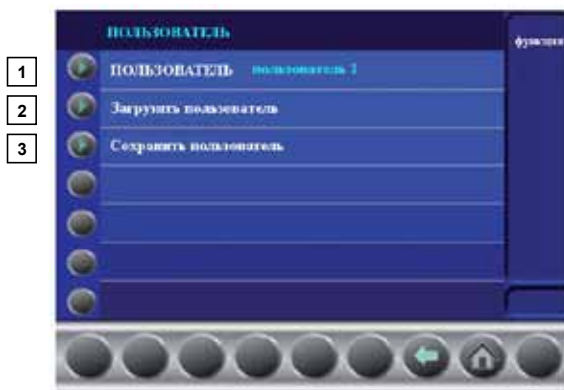 ПОЛЬЗОВАТЕЛЬ
функции
1
ПОЛЬЗОВАТЕЛЬ пользователь 1
2
Загрузить пользователь
3
Сохранить пользователь